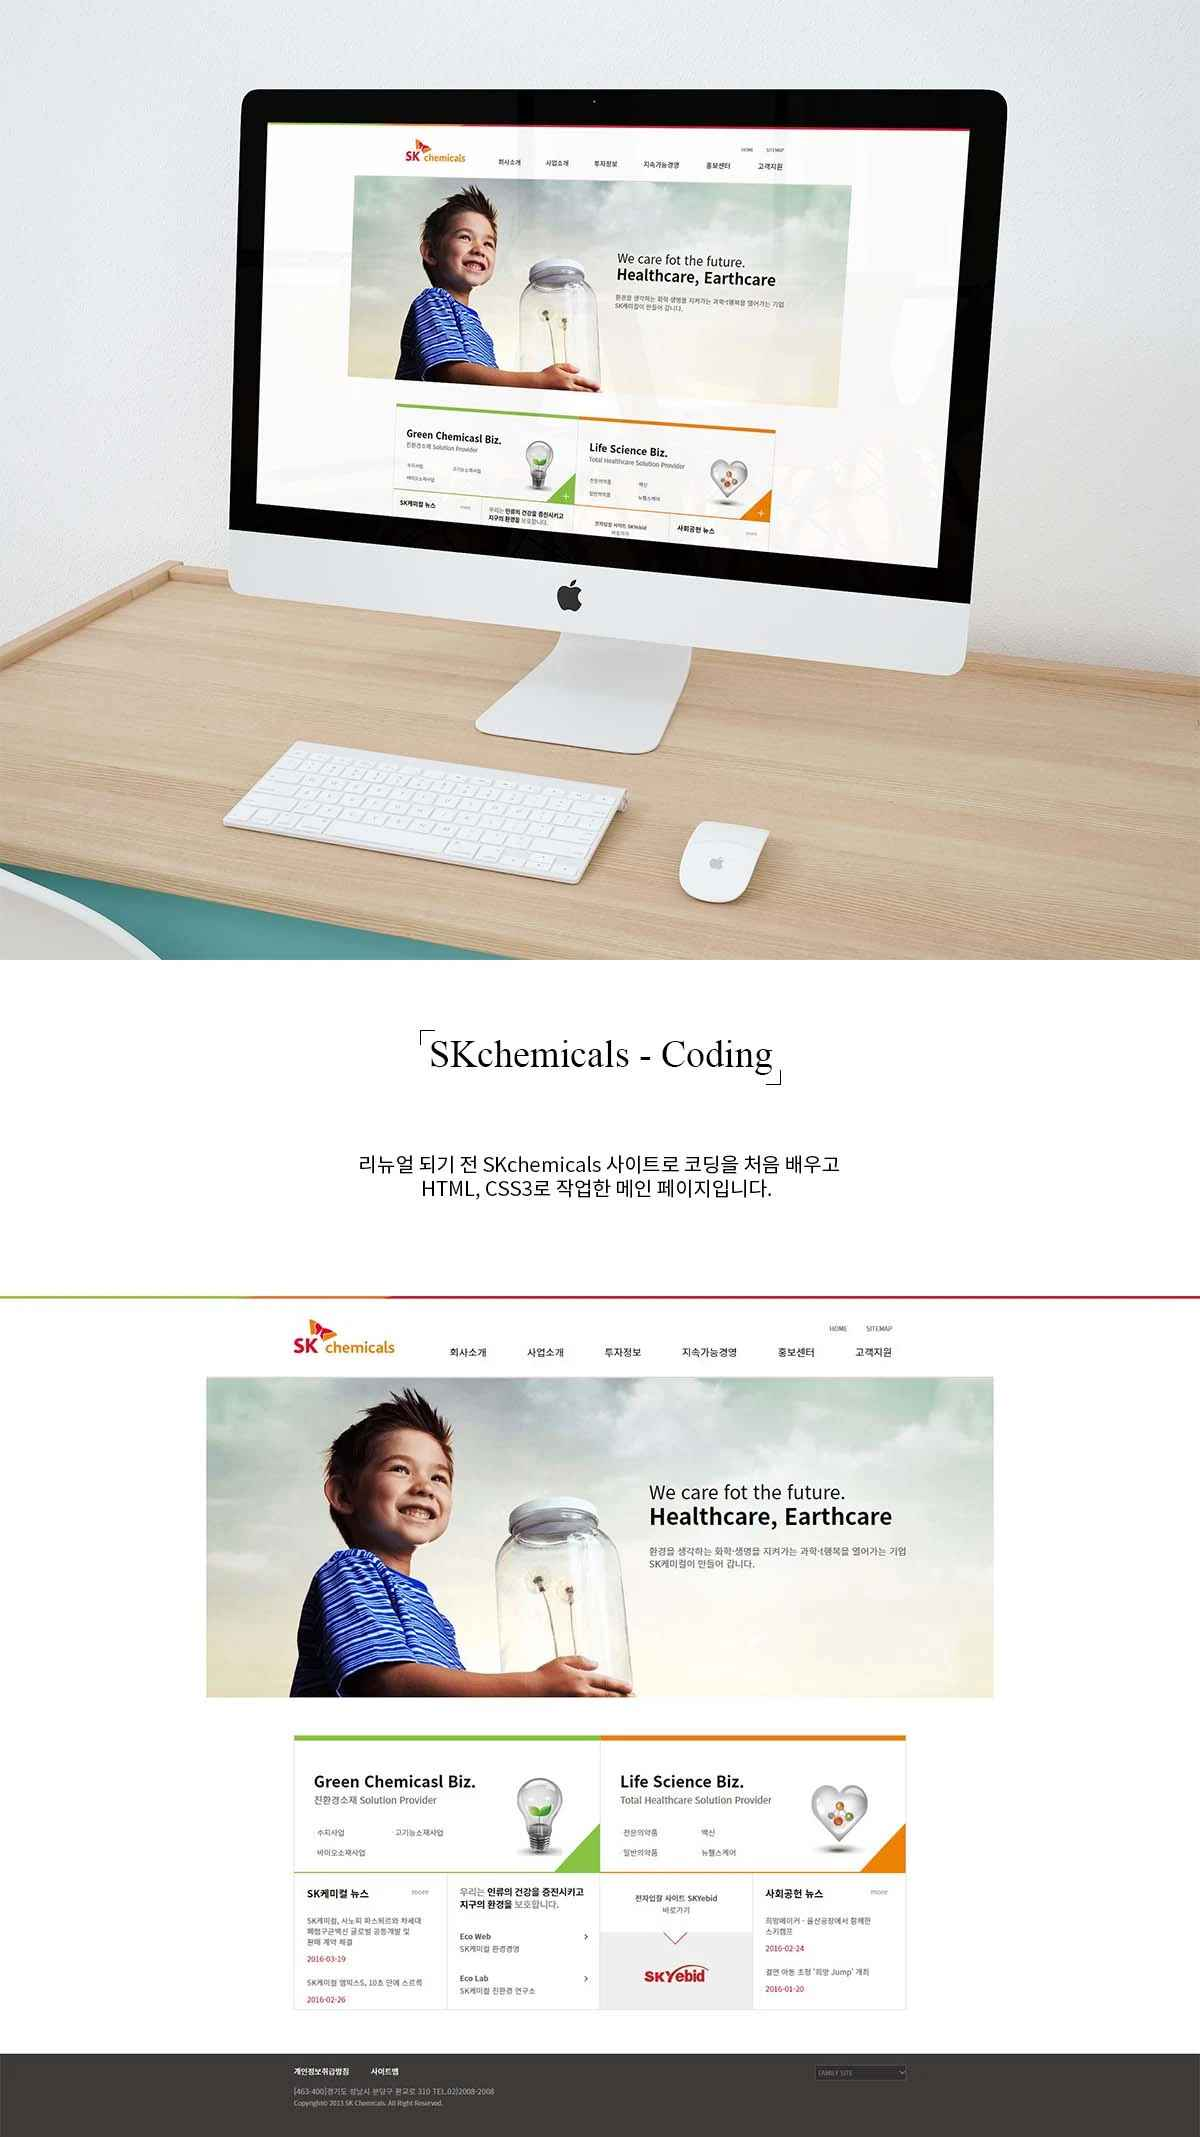 SK chemicals
HOME SITEMAP
회사소개 사업소개 투자정보 지속가능경영 홍보센터 고객지원
We care fot the future.
Healthcare, Earthcare
환경을 생각하는 화학·생명을 지켜가는 과학·t행복을 열어가는 기업
SK케미컬이 만들어 갑니다.
Green Chemicasl Biz.
친환경소재 Solution Provider
수지사업 고기능소재사업
바이오소재사업
Life Science Biz.
Total Healthcare Solution Provider
전문의약품 백신
일반의약품 뉴헬스케어
SK케미컬 뉴스 more
우리는 인류의 건강을 증진시키고
지구의 환경을 보호합니다.
전자입찰 사이트 SKYebid
바로가기
사회공헌 뉴스 more
SKchemicals - Coding
리뉴얼 되기 전 SKchemicals 사이트로 코딩을 처음 배우고
HTML, CSS3로 작업한 메인 페이지입니다.
SK chemicals
HOME SITEMAP
회사소개 사업소개 투자정보 지속가능경영 홍보센터 고객지원
We care fot the future.
Healthcare, Earthcare
환경을 생각하는 화학·생명을 지켜가는 과학·t행복을 열어가는 기업
SK케미컬이 만들어 갑니다.
Green Chemicasl Biz.
친환경소재 Solution Provider
· 수지사업 · 고기능소재사업
· 바이오소재사업
Life Science Biz.
Total Healthcare Solution Provider
· 전문의약품 · 백신
· 일반의약품 · 뉴헬스케어
SK케미컬 뉴스 more
SK케미컬, 사노피 파스퇴르와 차세대
폐렴구균백신 글로벌 공동개발 및
판매 계약 체결
2016-03-19
SK케미컬 엠빅스S, 10초 만에 스르륵
2016-02-26
우리는 인류의 건강을 증진시키고
지구의 환경을 보호합니다.
Eco Web >
SK케미컬 환경경영
Eco Lab >
SK케미컬 친환경 연구소
전자입찰 사이트 SKYebid
바로가기
SKYebid
사회공헌 뉴스 more
희망메이커 - 울산공장에서 함께한
스키캠프
2016-02-24
결연 아동 초청 '희망 Jump' 개최
2016-01-20
개인정보취급방침 사이트맵
FAMILY SITE
[463-400]경기도 성남시 분당구 판교로 310 TEL.02)2008-2008
Copyright© 2013 SK Chemicals. All Right Reserved.